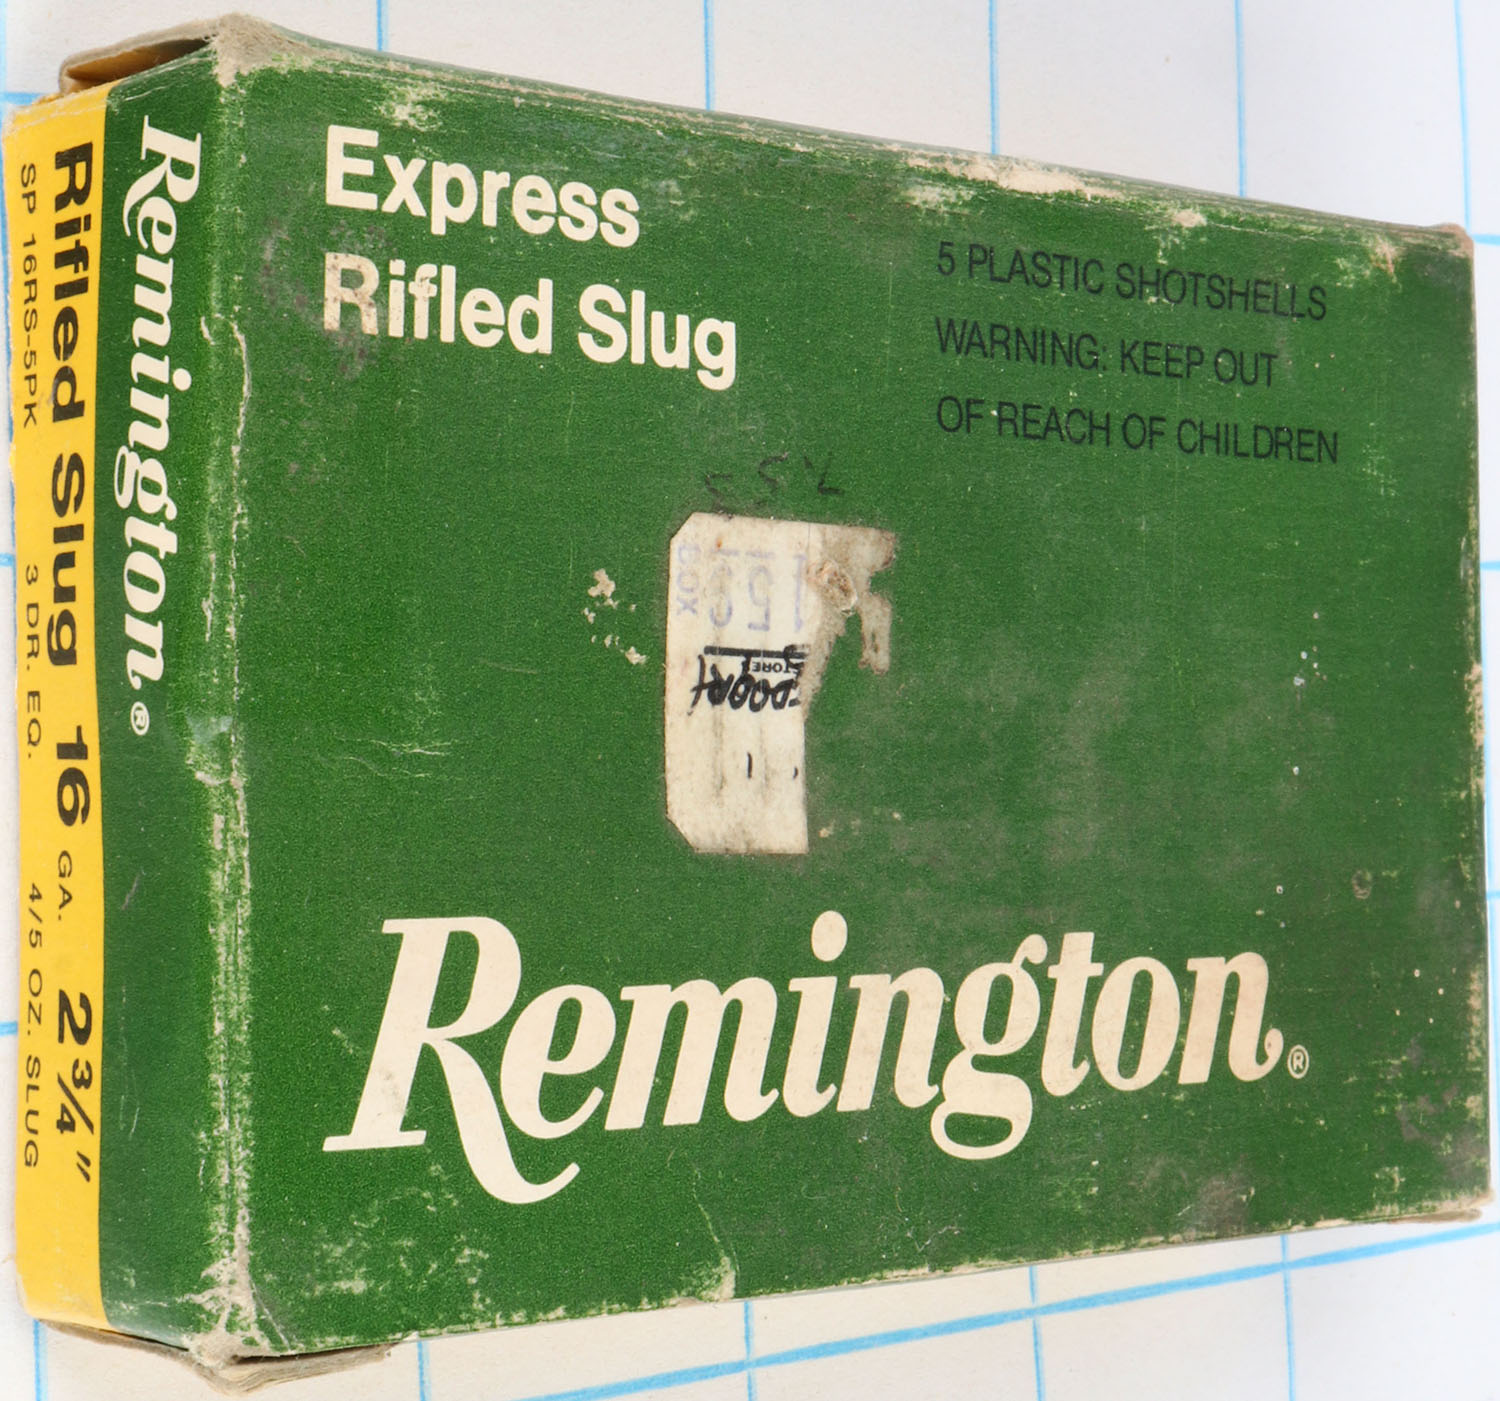 Express
Rifled Slug
5 PLASTIC SHOTSHELLS
WARNING: KEEP OUT
OF REACH OF CHILDREN
BOX
Remington®
Remington®
Rifled Slug 16 GA. 2¾"
SP 16RS-5PK 3 DR. EQ. 4/5 OZ. SLUG